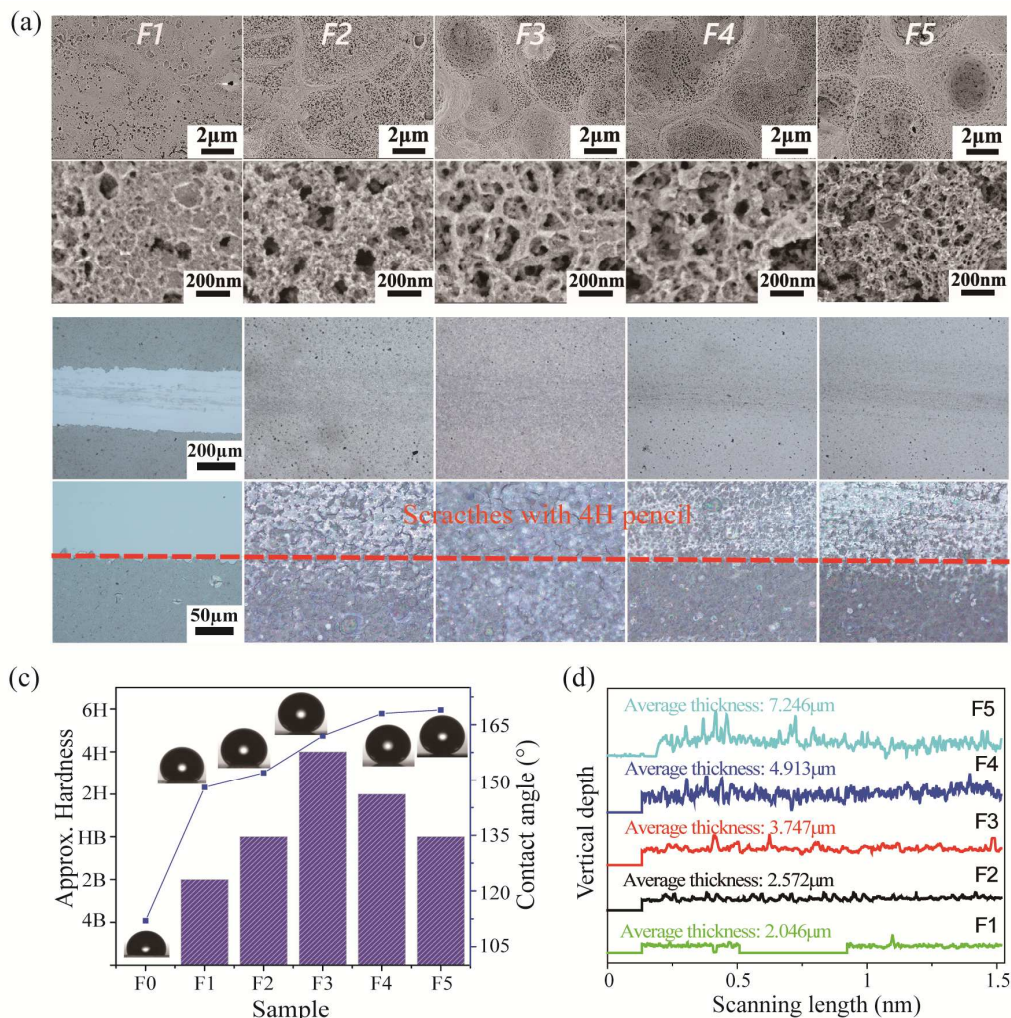 (a)
F1 F2 F3 F4 F5
2μm 2μm 2μm 2μm 2μm
200nm 200nm 200nm 200nm 200nm
200μm
Scracthes with 4H pencil
50μm
(c)
Approx. Hardness
6H
4H
2H
HB
2B
4B
165
150
135
120
105
Contact angle (°)
F0 F1 F2 F3 F4 F5
Sample
(d)
Vertical depth
Average thickness: 7.246μm F5
Average thickness: 4.913μm F4
Average thickness: 3.747μm F3
Average thickness: 2.572μm F2
Average thickness: 2.046μm F1
0 0.5 1.0 1.5
Scanning length (nm)